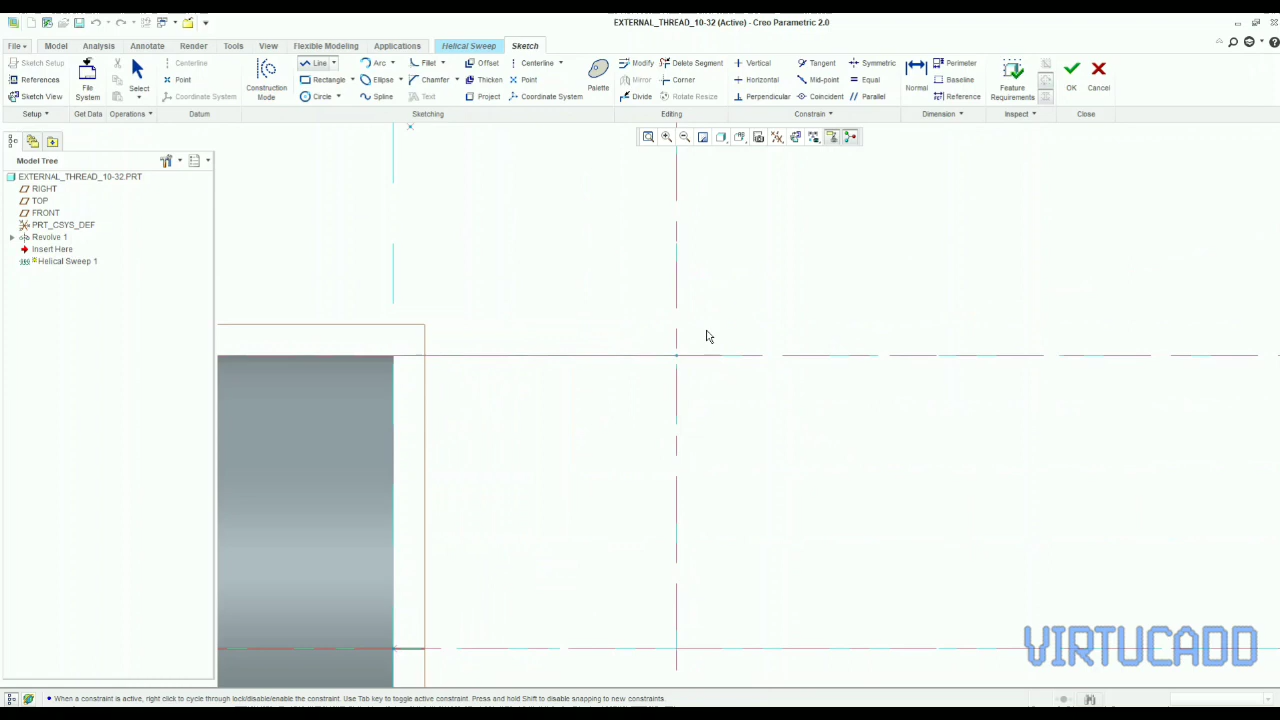 EXTERNAL_THREAD_10-32 (Active) - Creo Parametric 2.0
File Model Analysis Annotate Render Tools View Flexible Modeling Applications Helical Sweep Sketch
Sketch Setup
References
Sketch View
Setup
File System
Get Data
Select
Operations
Centerline
Point
Coordinate System
Datum
Construction Mode
Line Arc Fillet Offset Centerline
Rectangle Ellipse Chamfer Thicken Point
Circle Spline Text Project Coordinate System
Palette
Sketching
Modify Delete Segment
Mirror Corner
Divide Rotate Resize
Editing
Vertical Tangent Symmetric
Horizontal Mid-point Equal
Perpendicular Coincident Parallel
Constrain
Normal
Perimeter
Baseline
Reference
Dimension
Feature Requirements
Inspect
OK Cancel
Close
Model Tree
EXTERNAL_THREAD_10-32.PRT
RIGHT
TOP
FRONT
PRT_CSYS_DEF
Revolve 1
Insert Here
Helical Sweep 1
VIRTUCADO
When a constraint is active, right click to cycle through lock/disable/enable the constraint. Use Tab key to toggle active constraint. Press and hold Shift to disable snapping to new constraints.